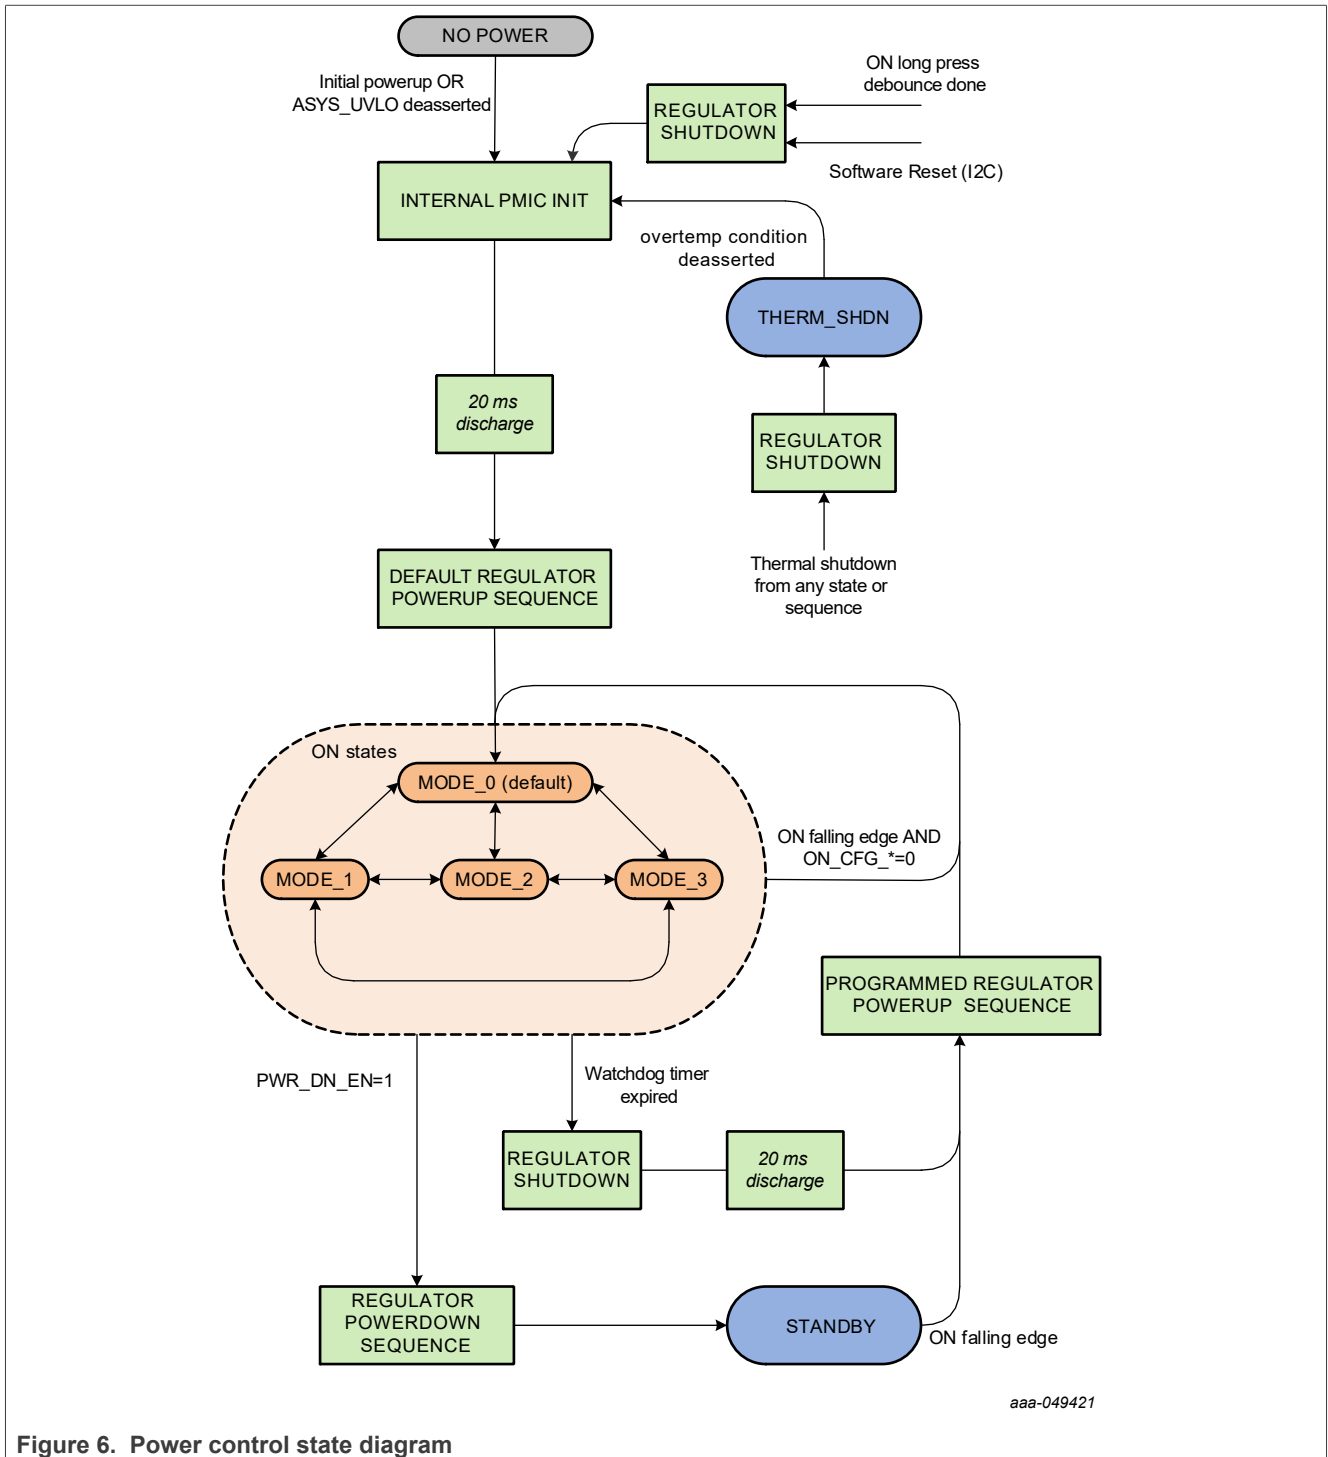 NO POWER
Initial powerup OR
ASYS_UVLO deasserted
ON long press
debounce done
REGULATOR
SHUTDOWN
Software Reset (I2C)
INTERNAL PMIC INIT
overtemp condition
deasserted
THERM_SHDN
20 ms
discharge
REGULATOR
SHUTDOWN
Thermal shutdown
from any state or
sequence
DEFAULT REGULATOR
POWERUP SEQUENCE
ON states
MODE_0 (default)
MODE_1
MODE_2
MODE_3
ON falling edge AND
ON_CFG_*=0
PROGRAMMED REGULATOR
POWERUP SEQUENCE
PWR_DN_EN=1
Watchdog timer
expired
REGULATOR
SHUTDOWN
20 ms
discharge
REGULATOR
POWERDOWN
SEQUENCE
STANDBY
ON falling edge
aaa-049421
Figure 6. Power control state diagram